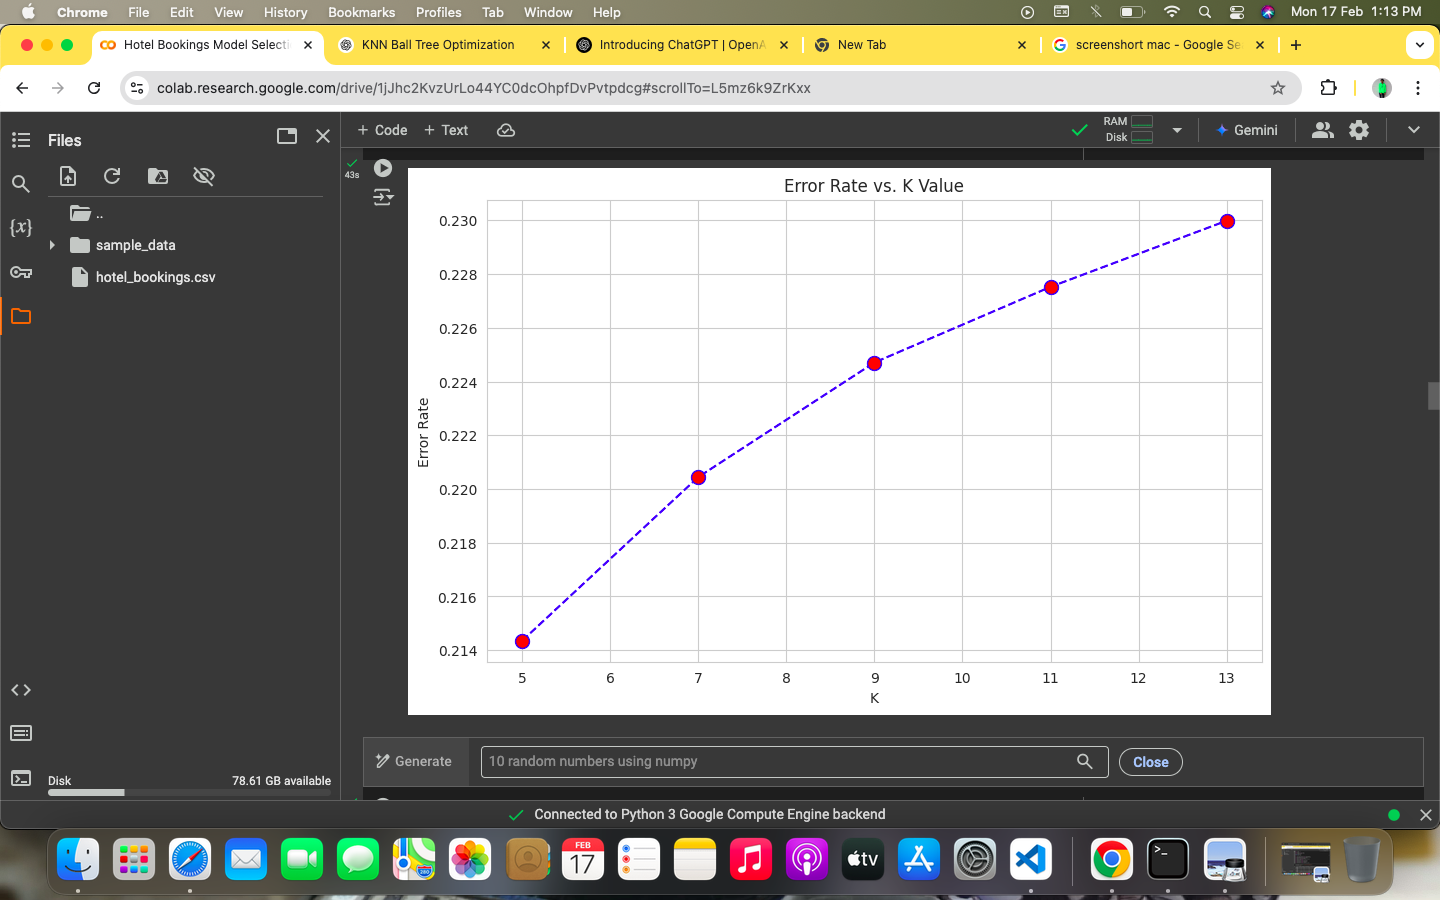 Chrome File Edit View History Bookmarks Profiles Tab Window Help Mon 17 Feb 1:13 PM
Hotel Bookings Model Selecti KNN Ball Tree Optimization Introducing ChatGPT | OpenA New Tab screenshort mac - Google Se
colab.research.google.com/drive/1jJhc2KvzUrLo44YC0dcOhpfDvPvtpdcg#scrollTo=L5mz6k9ZrKxx
Files
+ Code + Text
RAM
Disk
Gemini
43s
{x}
..
sample_data
hotel_bookings.csv
Error Rate vs. K Value
0.230
0.228
0.226
0.224
0.222
0.220
0.218
0.216
0.214
Error Rate
5 6 7 8 9 10 11 12 13
K
Generate 10 random numbers using numpy Close
Disk 78.61 GB available
Connected to Python 3 Google Compute Engine backend
FEB
17
280
tv
>_